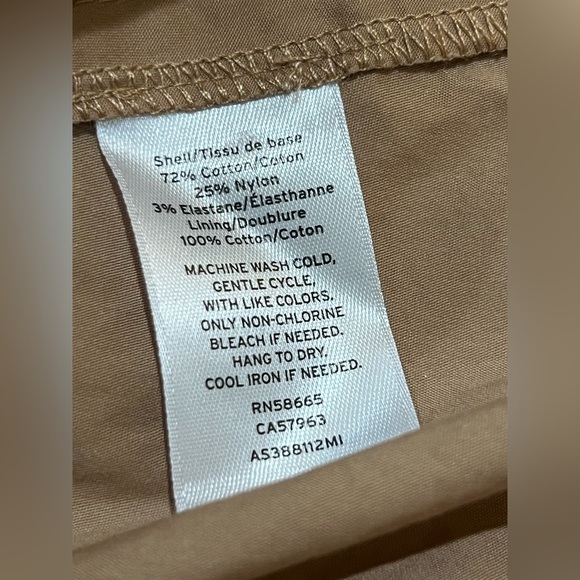 Shell/Tissu de base
72% Cotton/Coton
25% Nylon
3% Elastane/Élasthanne
Lining/Doublure
100% Cotton/Coton
MACHINE WASH COLD,
GENTLE CYCLE,
WITH LIKE COLORS.
ONLY NON-CHLORINE
BLEACH IF NEEDED.
HANG TO DRY.
COOL IRON IF NEEDED.
RN58665
CA57963
AS388112MI